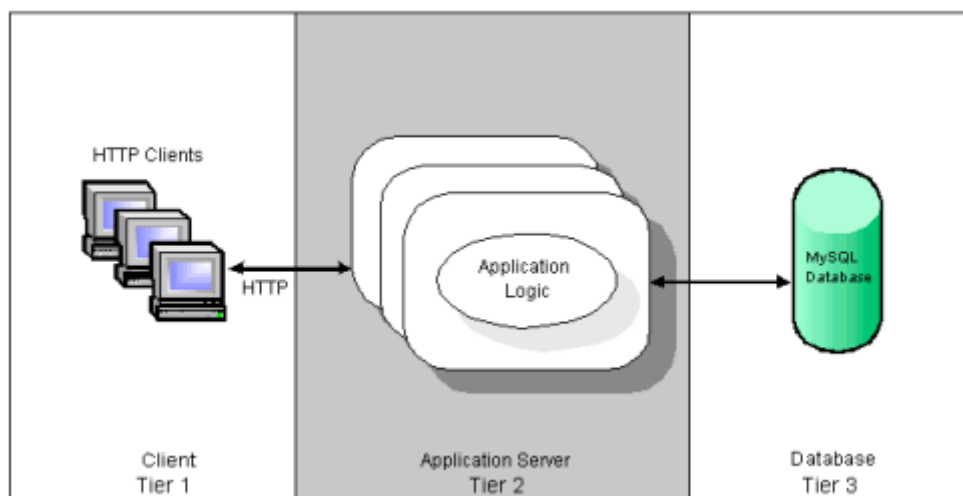 HTTP Clients
HTTP
Application
Logic
MySQL
Database
Client
Tier 1
Application Server
Tier 2
Database
Tier 3